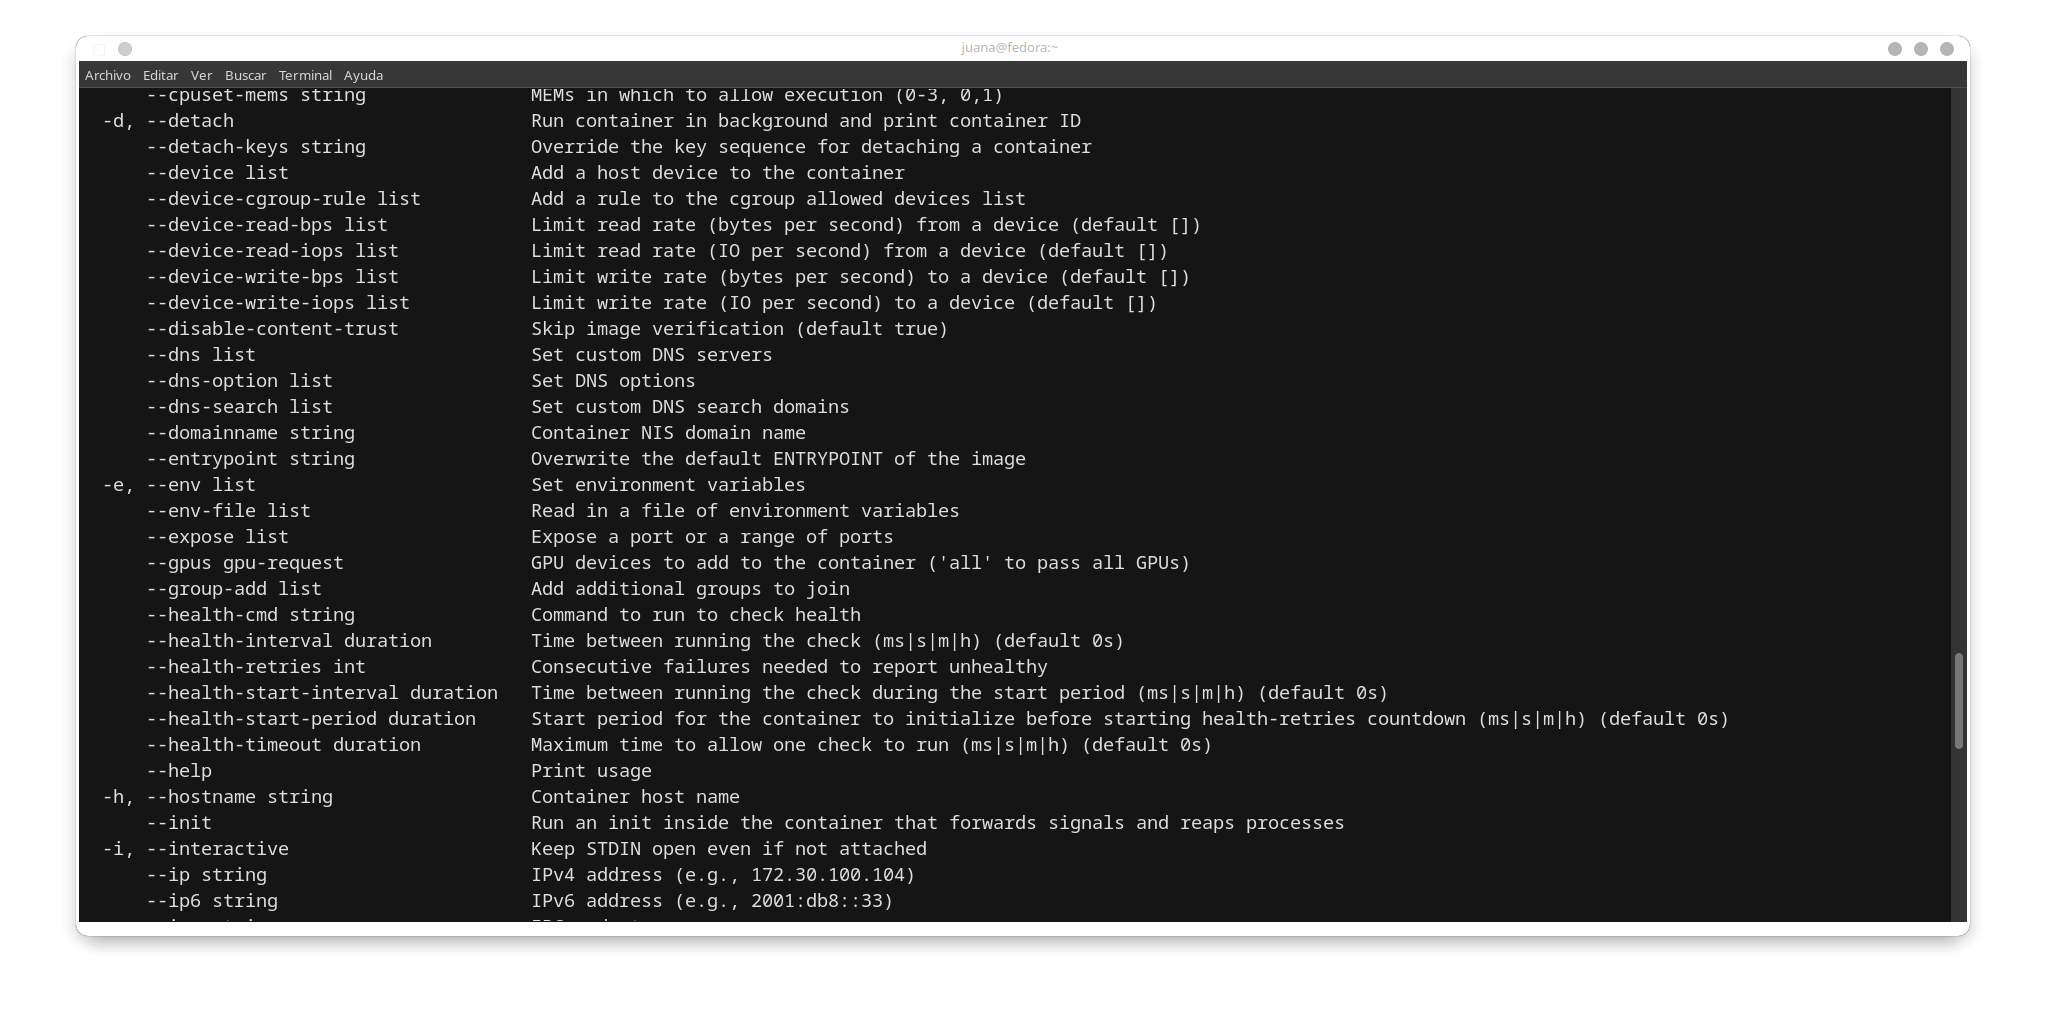 juana@fedora:~
Archivo Editar Ver Buscar Terminal Ayuda
--cpuset-mems string MEMs in which to allow execution (0-3, 0,1)
-d, --detach Run container in background and print container ID
--detach-keys string Override the key sequence for detaching a container
--device list Add a host device to the container
--device-cgroup-rule list Add a rule to the cgroup allowed devices list
--device-read-bps list Limit read rate (bytes per second) from a device (default [])
--device-read-iops list Limit read rate (IO per second) from a device (default [])
--device-write-bps list Limit write rate (bytes per second) to a device (default [])
--device-write-iops list Limit write rate (IO per second) to a device (default [])
--disable-content-trust Skip image verification (default true)
--dns list Set custom DNS servers
--dns-option list Set DNS options
--dns-search list Set custom DNS search domains
--domainname string Container NIS domain name
--entrypoint string Overwrite the default ENTRYPOINT of the image
-e, --env list Set environment variables
--env-file list Read in a file of environment variables
--expose list Expose a port or a range of ports
--gpus gpu-request GPU devices to add to the container ('all' to pass all GPUs)
--group-add list Add additional groups to join
--health-cmd string Command to run to check health
--health-interval duration Time between running the check (ms|s|m|h) (default 0s)
--health-retries int Consecutive failures needed to report unhealthy
--health-start-interval duration Time between running the check during the start period (ms|s|m|h) (default 0s)
--health-start-period duration Start period for the container to initialize before starting health-retries countdown (ms|s|m|h) (default 0s)
--health-timeout duration Maximum time to allow one check to run (ms|s|m|h) (default 0s)
--help Print usage
-h, --hostname string Container host name
--init Run an init inside the container that forwards signals and reaps processes
-i, --interactive Keep STDIN open even if not attached
--ip string IPv4 address (e.g., 172.30.100.104)
--ip6 string IPv6 address (e.g., 2001:db8::33)